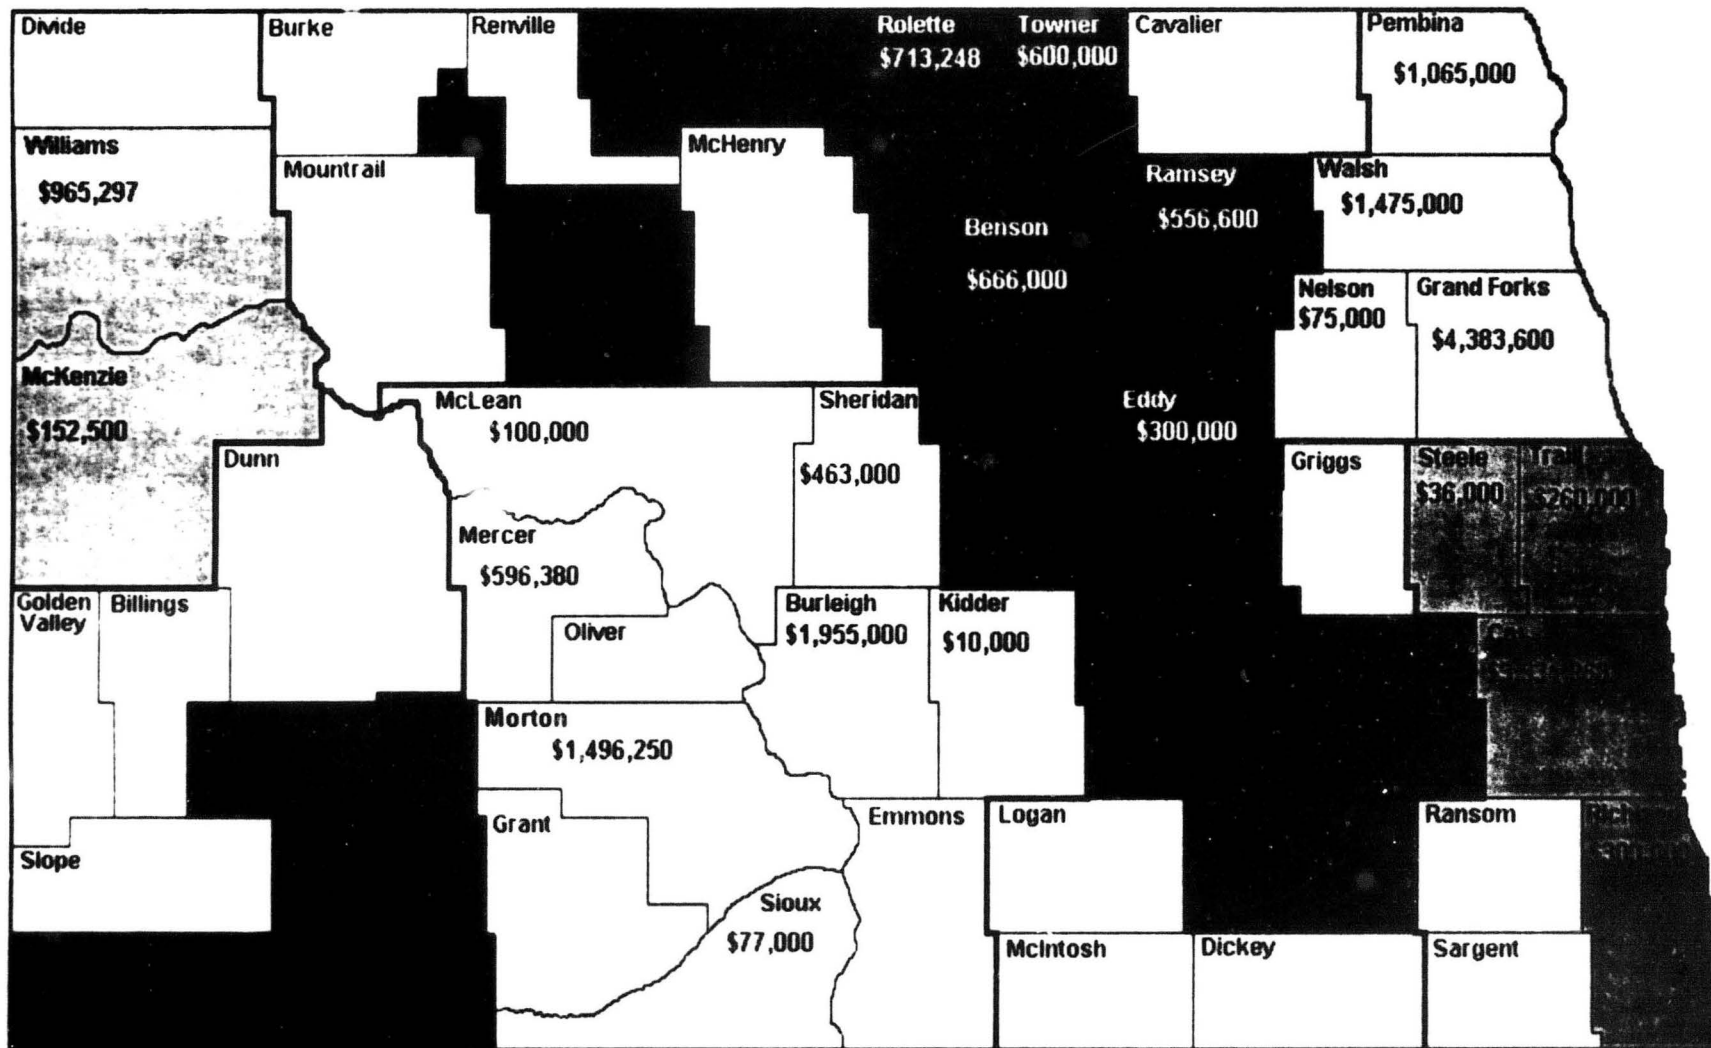 Divide
Burke
Renville
Rolette
$713,248
Towner
$600,000
Cavalier
Pembina
$1,065,000
Williams
$965,297
Mountrail
McHenry
Ramsey
$556,600
Walsh
$1,475,000
Benson
$666,000
Nelson
$75,000
Grand Forks
$4,383,600
McKenzie
$152,500
McLean
$100,000
Sheridan
$463,000
Eddy
$300,000
Dunn
Griggs
Steele
$36,000
$260,000
Mercer
$596,380
Golden
Valley
Billings
Oliver
Burleigh
$1,955,000
Kidder
$10,000
Morton
$1,496,250
Grant
Emmons
Logan
Ransom
Slope
Sioux
$77,000
McIntosh
Dickey
Sargent